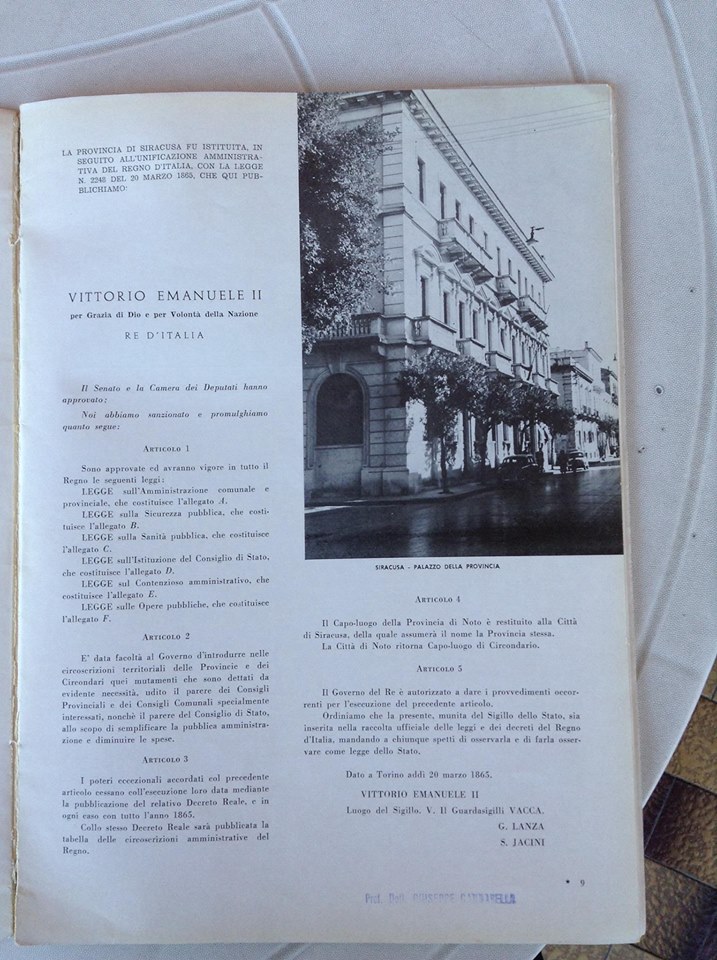 LA PROVINCIA DI SIRACUSA FU ISTITUITA, IN
SEGUITO ALL'UNIFICAZIONE AMMINISTRA-
TIVA DEL REGNO D'ITALIA, CON LA LEGGE
N. 2248 DEL 20 MARZO 1865, CHE QUI PUB-
BLICHIAMO:
VITTORIO EMANUELE II
per Grazia di Dio e per Volontà della Nazione
RE D'ITALIA
Il Senato e la Camera dei Deputati hanno
approvato:
Noi abbiamo sanzionato e promulghiamo
quanto segue:
ARTICOLO 1
Sono approvate ed avranno vigore in tutto il
Regno le seguenti leggi:
LEGGE sull'Amministrazione comunale e
provinciale, che costituisce l'allegato A.
LEGGE sulla Sicurezza pubblica, che costi-
tuisce l'allegato B.
LEGGE sulla Sanità pubblica, che costituisce
l'allegato C.
LEGGE sull'Istituzione del Consiglio di Stato,
che costituisce l'allegato D.
LEGGE sul Contenzioso amministrativo, che
costituisce l'allegato E.
LEGGE sulle Opere pubbliche, che costituisce
l'allegato F.
ARTICOLO 2
E' data facoltà al Governo d'introdurre nelle
circoscrizioni territoriali delle Provincie e dei
Circondari quei mutamenti che sono dettati da
evidente necessità, udito il parere dei Consigli
Provinciali e dei Consigli Comunali specialmente
interessati, nonchè il parere del Consiglio di Stato,
allo scopo di semplificare la pubblica amministra-
zione e diminuire le spese.
ARTICOLO 3
I poteri eccezionali accordati col precedente
articolo cessano coll'esecuzione loro data mediante
la pubblicazione del relativo Decreto Reale, e in
ogni caso con tutto l'anno 1865.
Collo stesso Decreto Reale sarà pubblicata la
tabella delle circoscrizioni amministrative del
Regno.
SIRACUSA - PALAZZO DELLA PROVINCIA
ARTICOLO 4
Il Capo-luogo della Provincia di Noto è restituito alla Città
di Siracusa, della quale assumerà il nome la Provincia stessa.
La Città di Noto ritorna Capo-luogo di Circondario.
ARTICOLO 5
Il Governo del Re è autorizzato a dare i provvedimenti occor-
renti per l'esecuzione del precedente articolo.
Ordiniamo che la presente, munita del Sigillo dello Stato, sia
inserita nella raccolta ufficiale delle leggi e dei decreti del Regno
d'Italia, mandando a chiunque spetti di osservarla e di farla osser-
vare come legge dello Stato.
Dato a Torino addì 20 marzo 1865.
VITTORIO EMANUELE II
Luogo del Sigillo. V. Il Guardasigilli VACCA.
G. LANZA
S. JACINI
• 9
Prof. Dott. GIUSEPPE